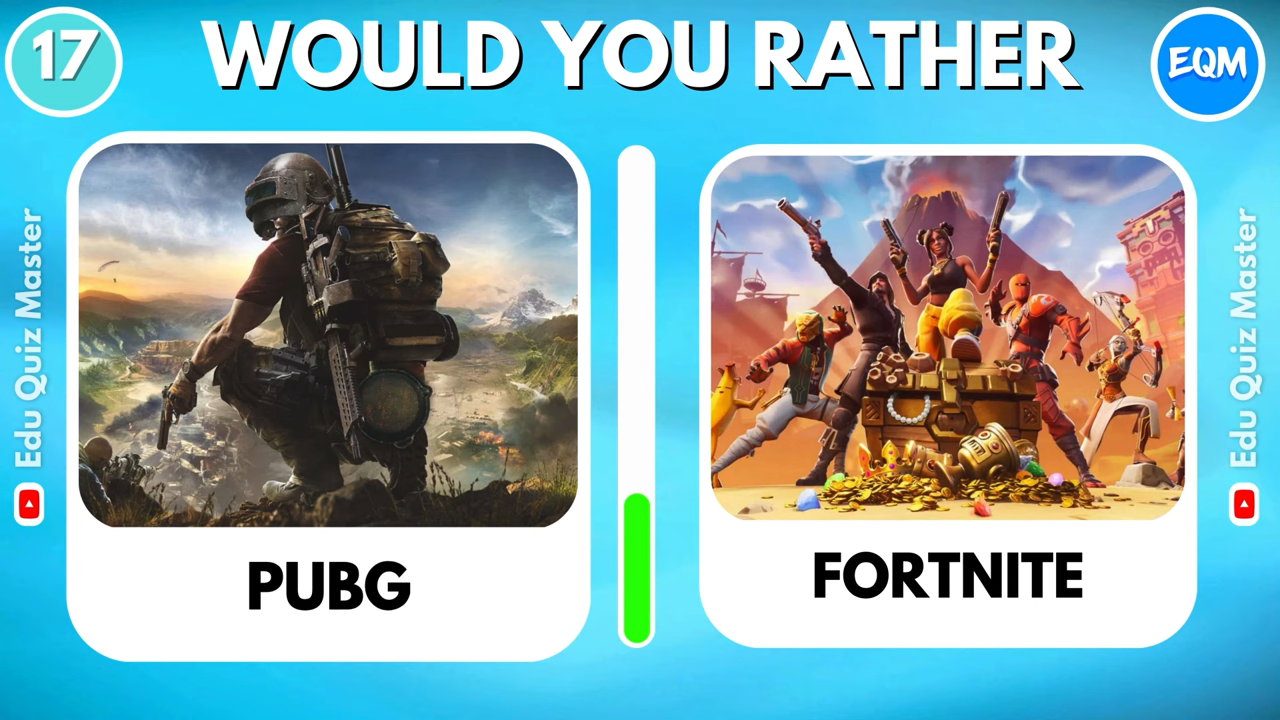 17
WOULD YOU RATHER
EQM
Edu Quiz Master
PUBG
FORTNITE
Edu Quiz Master